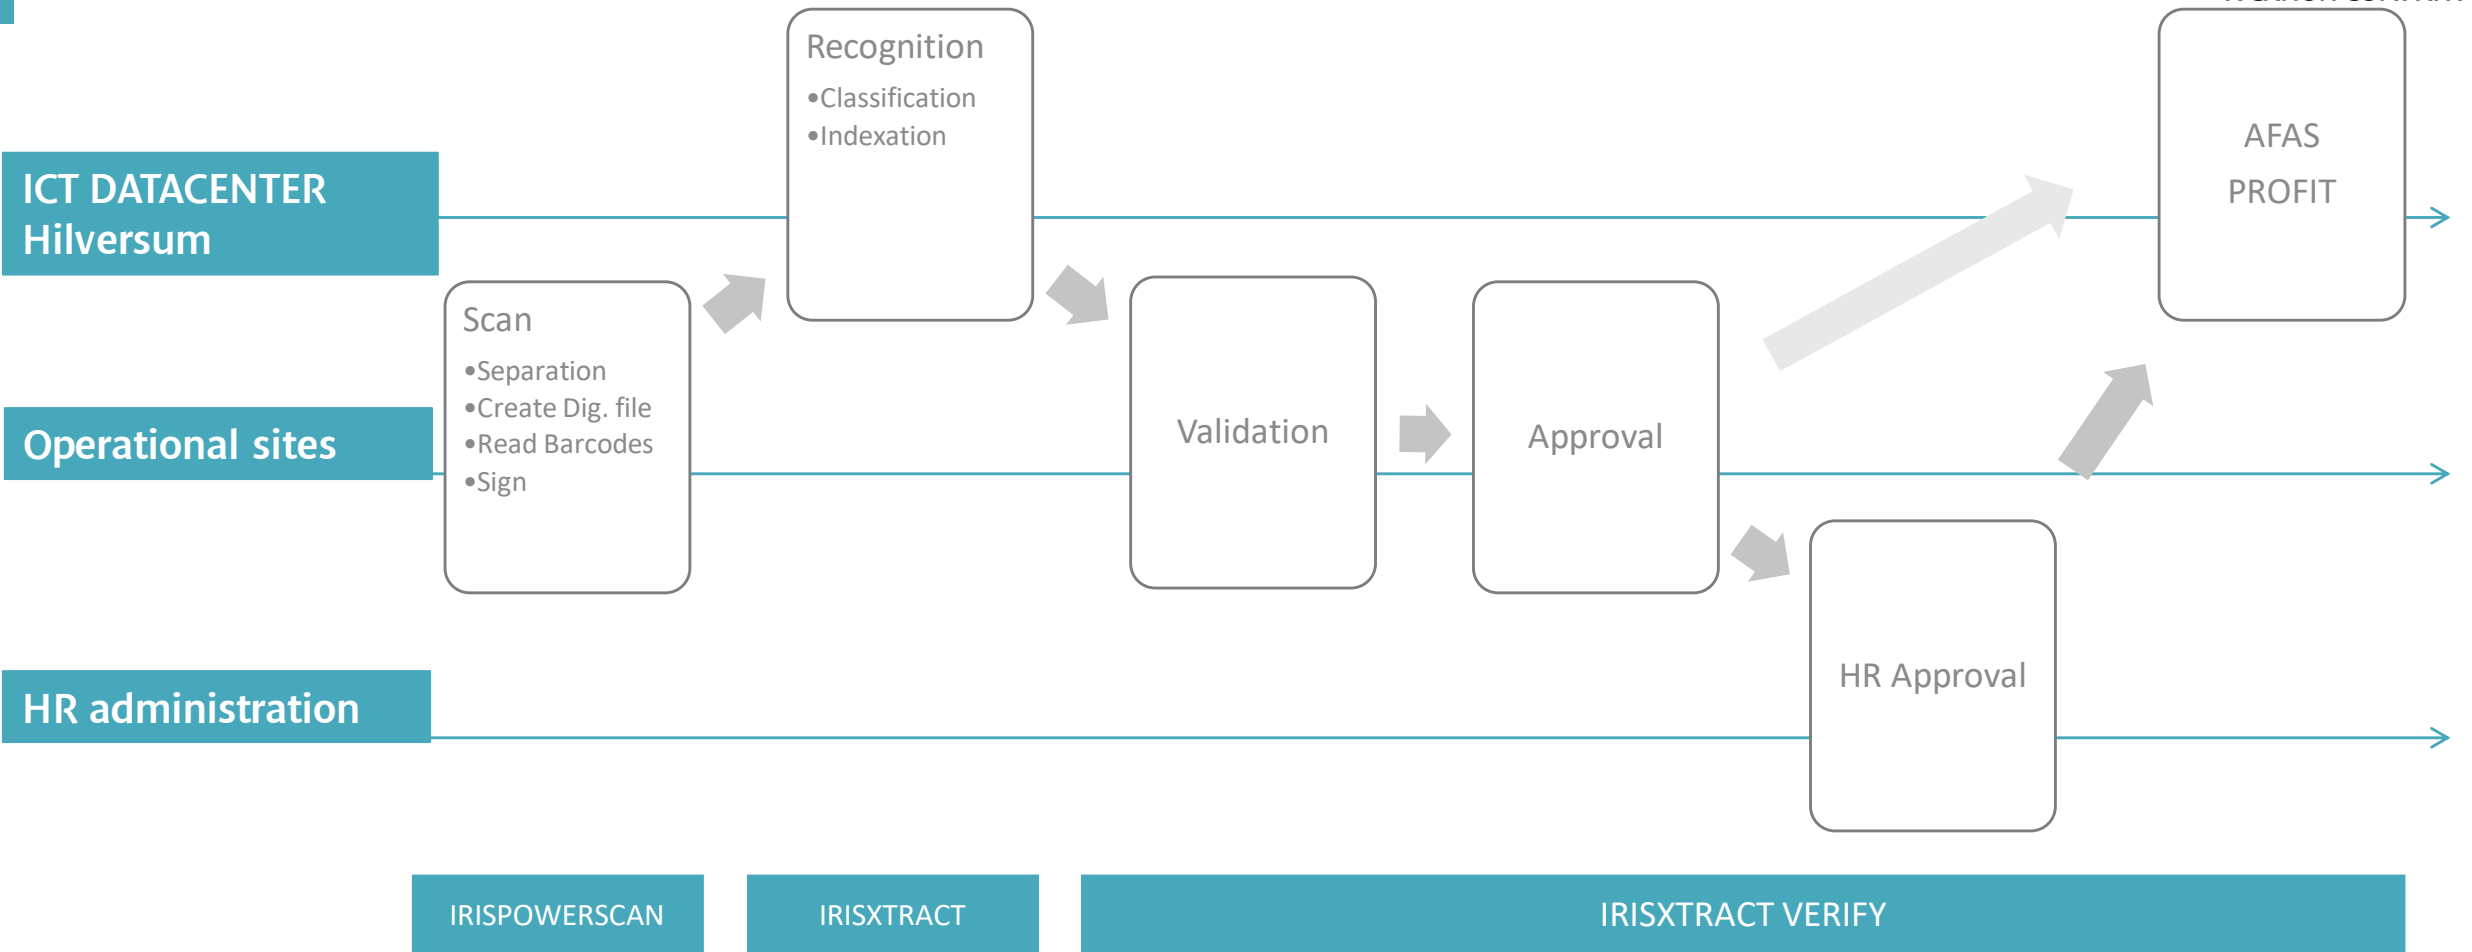 Recognition
•Classification
•Indexation
AFAS
PROFIT
ICT DATACENTER
Hilversum
Scan
•Separation
•Create Dig. file
•Read Barcodes
•Sign
Validation
Approval
Operational sites
HR Approval
HR administration
IRISPOWERSCAN
IRISXTRACT
IRISXTRACT VERIFY